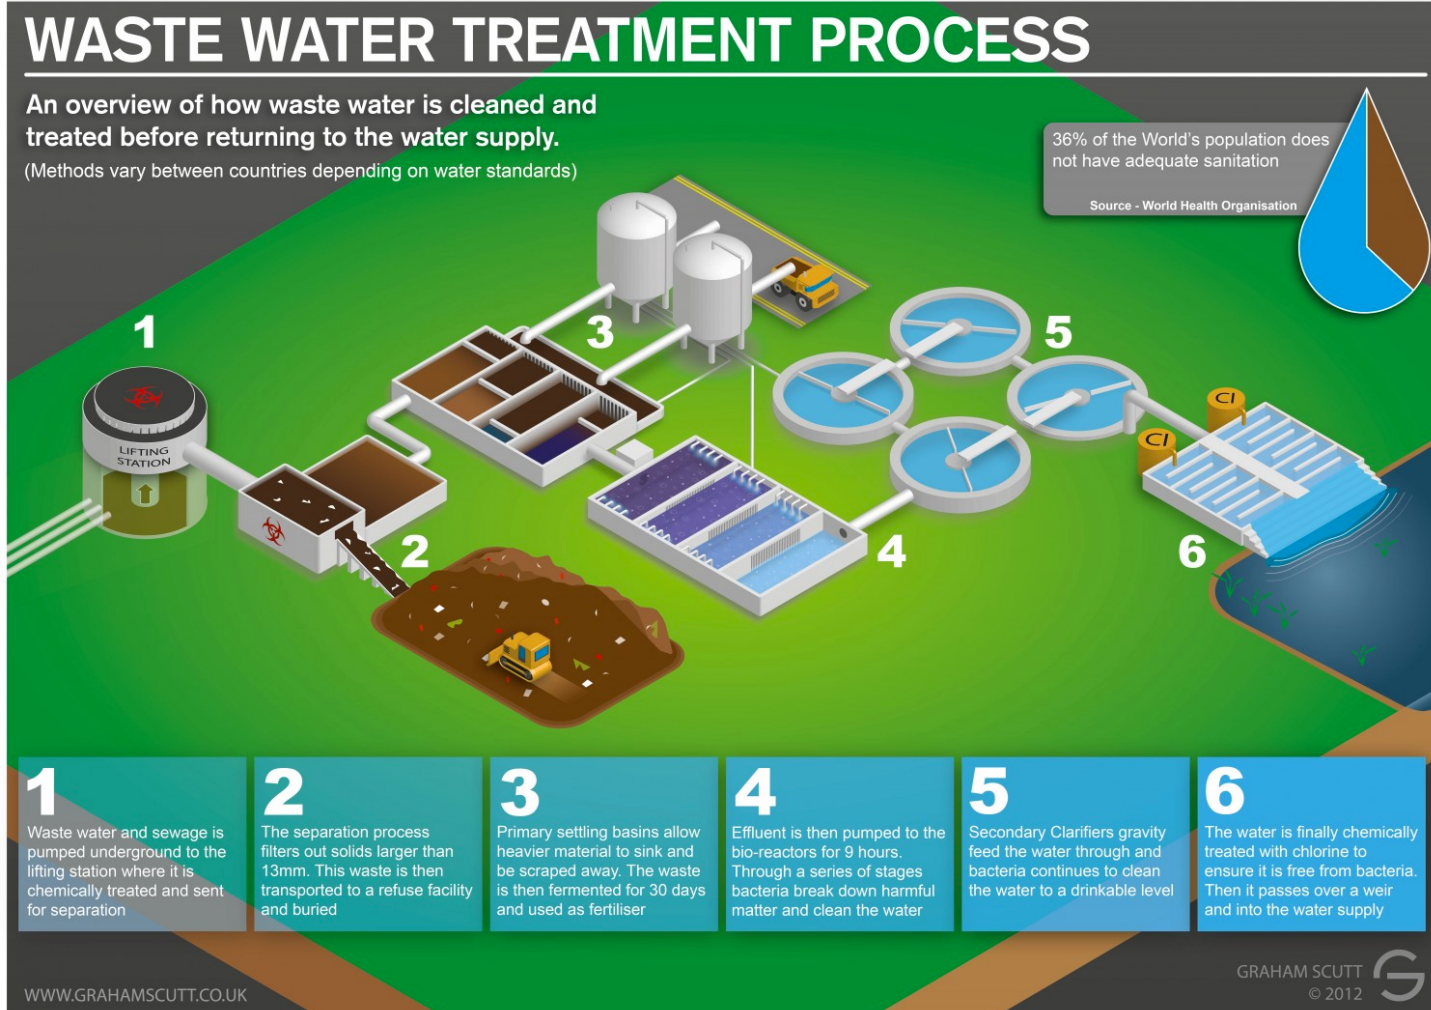 WASTE WATER TREATMENT PROCESS
An overview of how waste water is cleaned and
treated before returning to the water supply.
(Methods vary between countries depending on water standards)
36% of the World's population does
not have adequate sanitation
Source - World Health Organisation
1
LIFTING
STATION
2
3
4
5
6
CI
CI
1
Waste water and sewage is
pumped underground to the
lifting station where it is
chemically treated and sent
for separation
2
The separation process
filters out solids larger than
13mm. This waste is then
transported to a refuse facility
and buried
3
Primary settling basins allow
heavier material to sink and
be scraped away. The waste
is then fermented for 30 days
and used as fertiliser
4
Effluent is then pumped to the
bio-reactors for 9 hours.
Through a series of stages
bacteria break down harmful
matter and clean the water
5
Secondary Clarifiers gravity
feed the water through and
bacteria continues to clean
the water to a drinkable level
6
The water is finally chemically
treated with chlorine to
ensure it is free from bacteria.
Then it passes over a weir
and into the water supply
WWW.GRAHAMSCUTT.CO.UK
GRAHAM SCUTT
© 2012